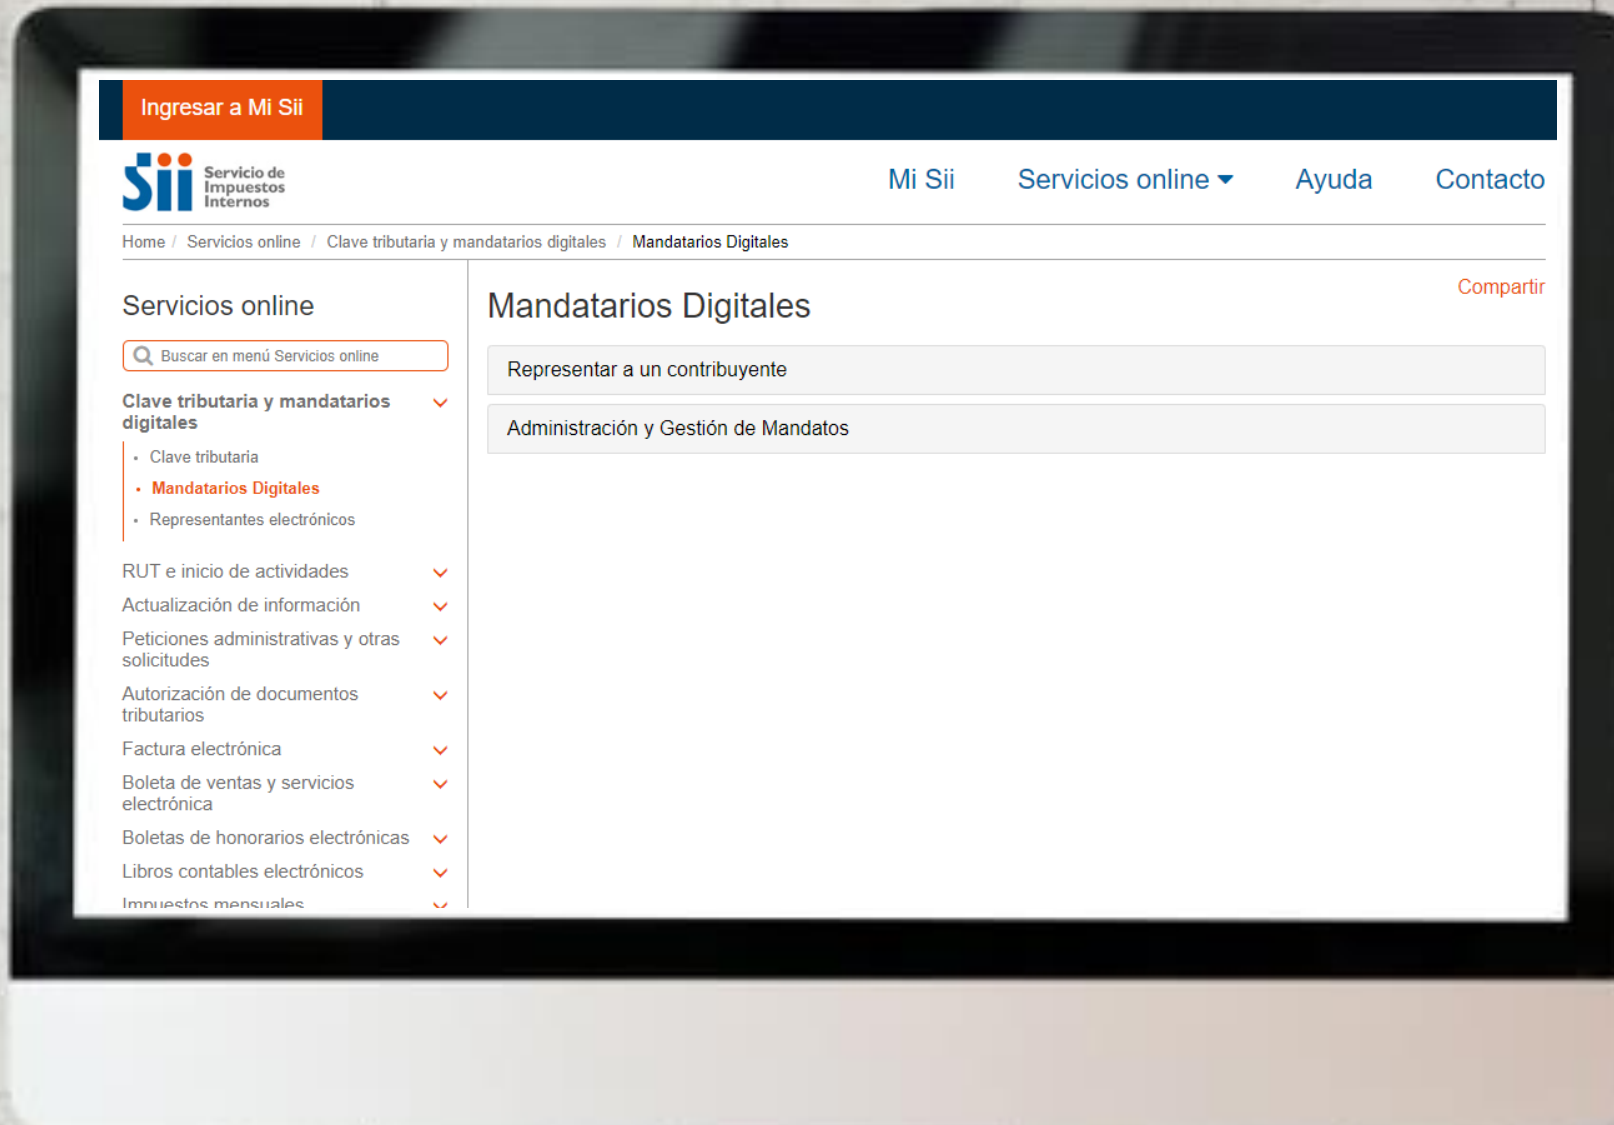 Ingresar a Mi Sii
Sii Servicio de
Impuestos
Internos
Mi Sii Servicios online Ayuda Contacto
Home / Servicios online / Clave tributaria y mandatarios digitales / Mandatarios Digitales
Compartir
Servicios online
Buscar en menú Servicios online
Clave tributaria y mandatarios
digitales
• Clave tributaria
• Mandatarios Digitales
• Representantes electrónicos
RUT e inicio de actividades
Actualización de información
Peticiones administrativas y otras
solicitudes
Autorización de documentos
tributarios
Factura electrónica
Boleta de ventas y servicios
electrónica
Boletas de honorarios electrónicas
Libros contables electrónicos
Impuestos mensuales
Mandatarios Digitales
Representar a un contribuyente
Administración y Gestión de Mandatos